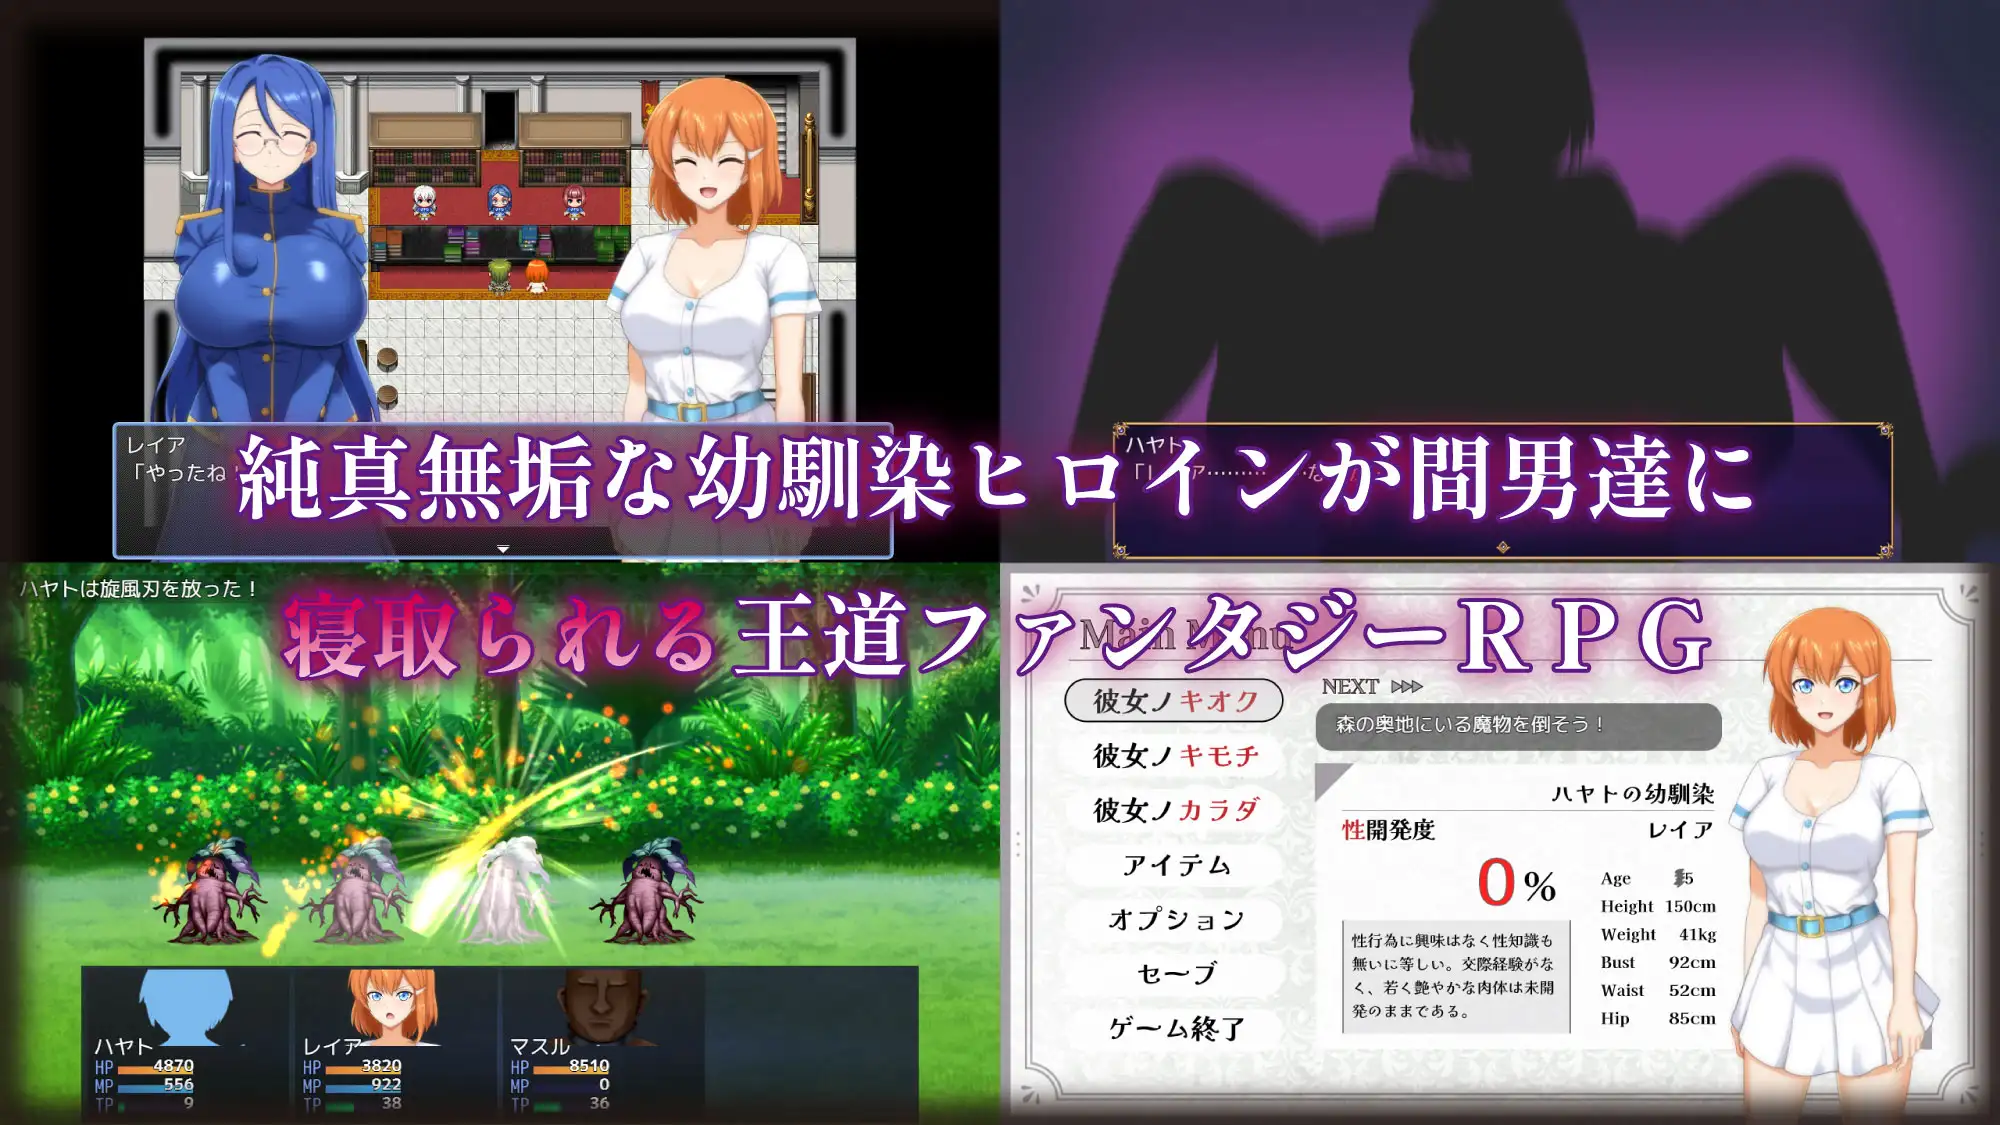 レイア
「やったね
ハヤト
純真無垢な幼馴染ヒロインが間男達に
ハヤトは旋風刃を放った！
寝取られる王道ファンタジーＲＰＧ
Main Menu
彼女ノキオク
彼女ノキモチ
彼女ノカラダ
アイテム
オプション
セーブ
ゲーム終了
NEXT
森の奥地にいる魔物を倒そう！
ハヤトの幼馴染
レイア
性開発度
0%
性行為に興味はなく性知識も
無いに等しい。交際経験がな
く、若く艶やかな肉体は未開
発のままである。
Age 5
Height 150cm
Weight 41kg
Bust 92cm
Waist 52cm
Hip 85cm
ハヤト
HP 4870
MP 556
TP 9
レイア
HP 3820
MP 922
TP 38
マスル
HP 8510
MP 0
TP 36